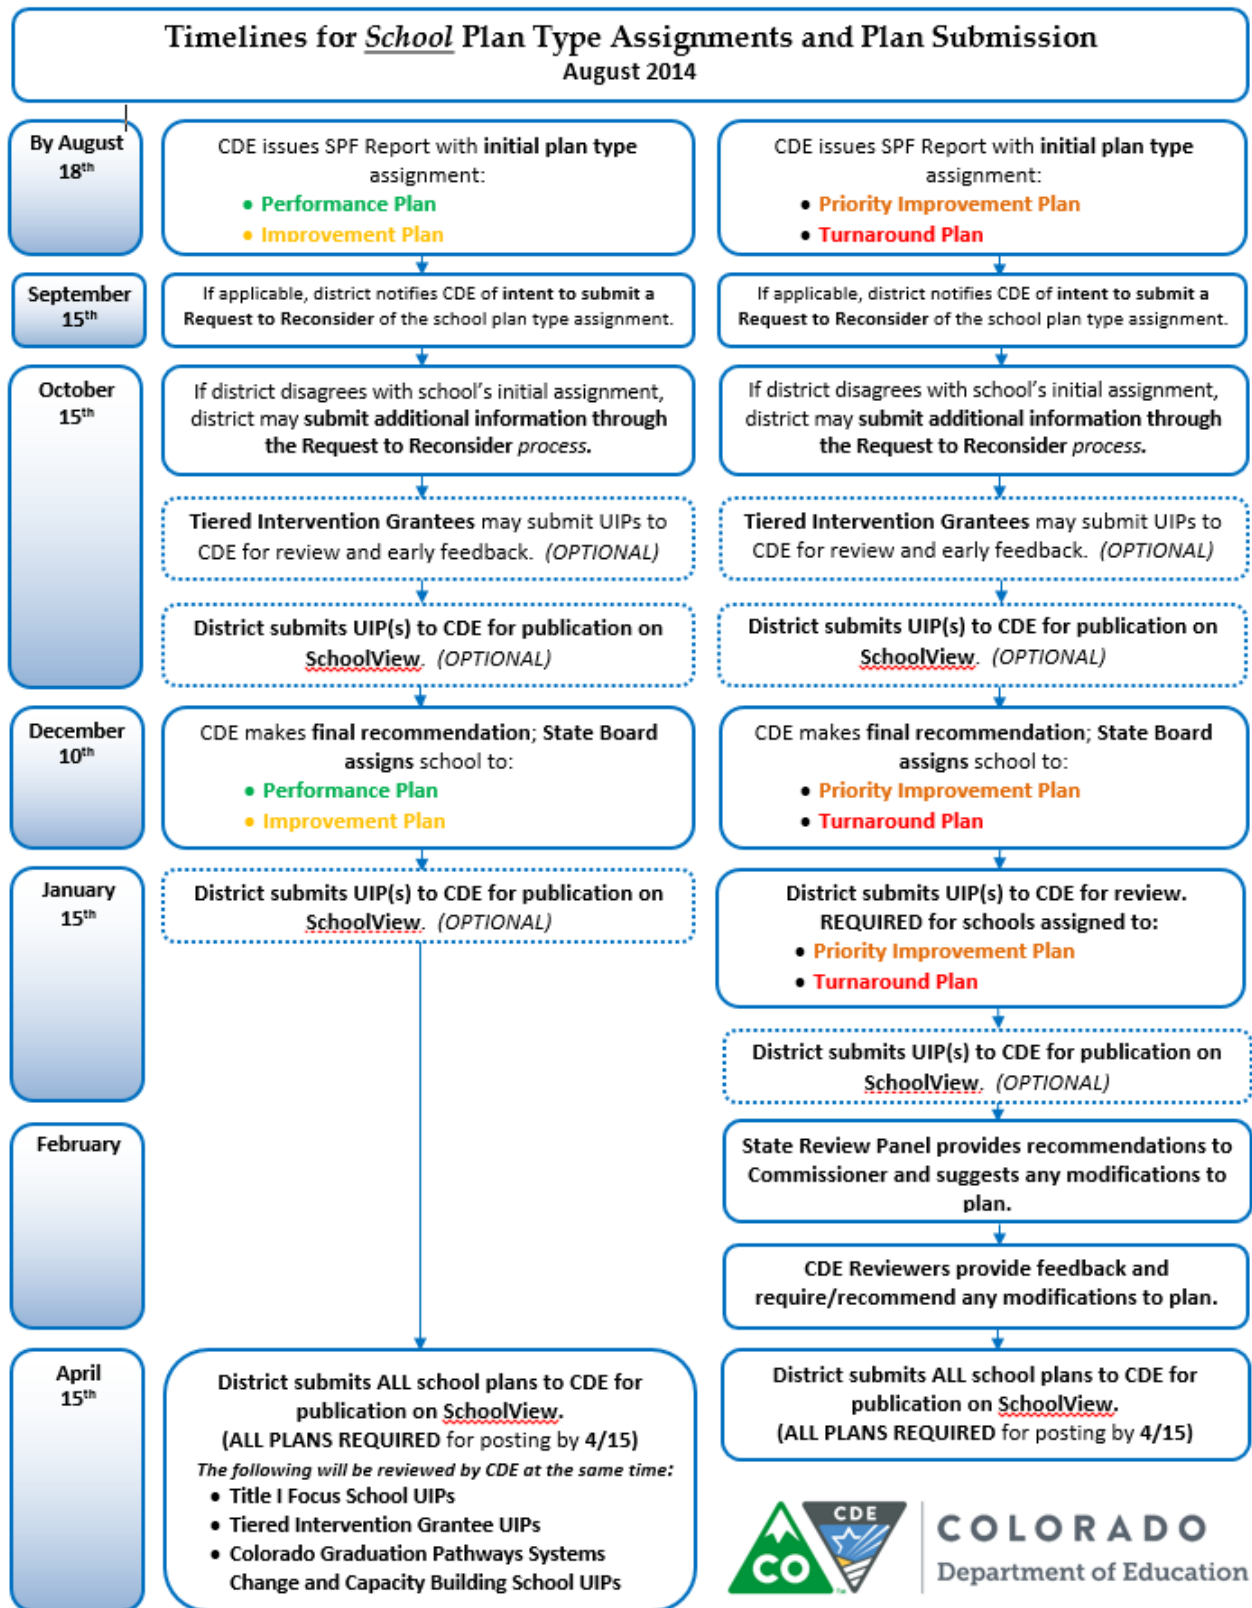 Timelines for School Plan Type Assignments and Plan Submission
August 2014
By August
18th
CDE issues SPF Report with initial plan type
assignment:
• Performance Plan
• Improvement Plan
CDE issues SPF Report with initial plan type
assignment:
• Priority Improvement Plan
• Turnaround Plan
September
15th
If applicable, district notifies CDE of intent to submit a
Request to Reconsider of the school plan type assignment.
If applicable, district notifies CDE of intent to submit a
Request to Reconsider of the school plan type assignment.
October
15th
If district disagrees with school's initial assignment,
district may submit additional information through
the Request to Reconsider process.
If district disagrees with school's initial assignment,
district may submit additional information through
the Request to Reconsider process.
Tiered Intervention Grantees may submit UIPs to
CDE for review and early feedback. (OPTIONAL)
Tiered Intervention Grantees may submit UIPs to
CDE for review and early feedback. (OPTIONAL)
District submits UIP(s) to CDE for publication on
SchoolView. (OPTIONAL)
District submits UIP(s) to CDE for publication on
SchoolView. (OPTIONAL)
December
10th
CDE makes final recommendation; State Board
assigns school to:
• Performance Plan
• Improvement Plan
CDE makes final recommendation; State Board
assigns school to:
• Priority Improvement Plan
• Turnaround Plan
January
15th
District submits UIP(s) to CDE for publication on
SchoolView. (OPTIONAL)
District submits UIP(s) to CDE for review.
REQUIRED for schools assigned to:
• Priority Improvement Plan
• Turnaround Plan
District submits UIP(s) to CDE for publication on
SchoolView. (OPTIONAL)
February
State Review Panel provides recommendations to
Commissioner and suggests any modifications to
plan.
CDE Reviewers provide feedback and
require/recommend any modifications to plan.
April
15th
District submits ALL school plans to CDE for
publication on SchoolView.
(ALL PLANS REQUIRED for posting by 4/15)
The following will be reviewed by CDE at the same time:
• Title I Focus School UIPs
• Tiered Intervention Grantee UIPs
• Colorado Graduation Pathways Systems
Change and Capacity Building School UIPs
District submits ALL school plans to CDE for
publication on SchoolView.
(ALL PLANS REQUIRED for posting by 4/15)
CO
CDE
TM
COLORADO
Department of Education